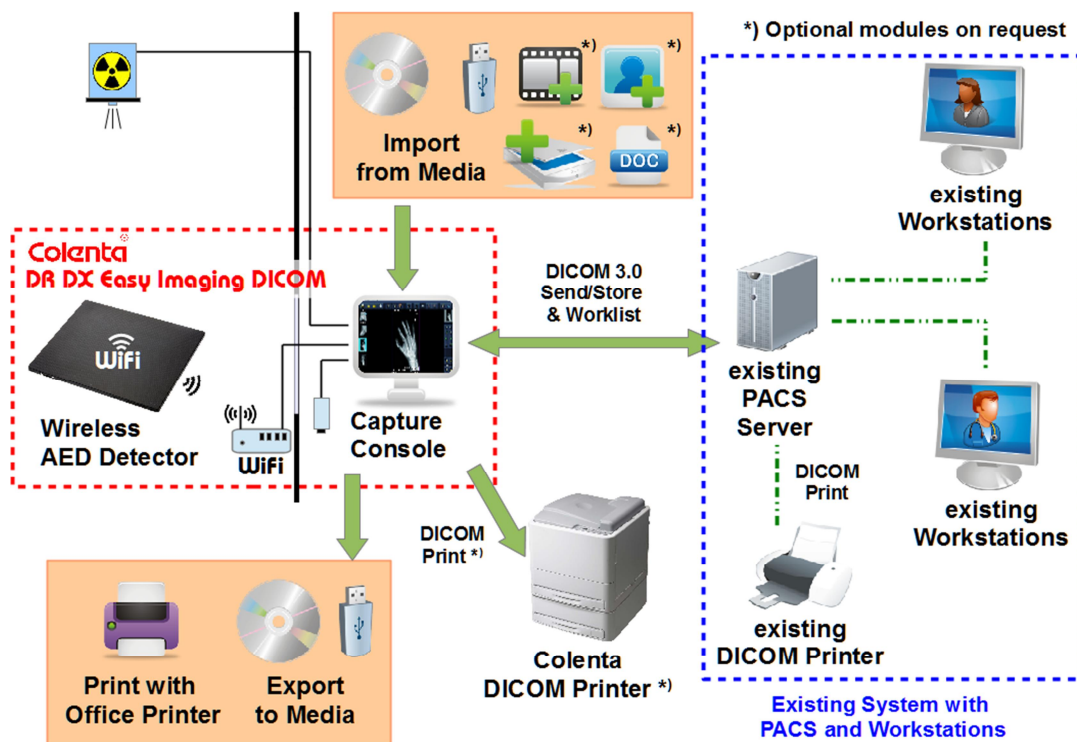 *) Optional modules on request
*)
*)
Import
from Media
*)
*)
DOC
existing
Workstations
Colenta
DR DX Easy Imaging DICOM
WiFi
Wireless
AED Detector
WiFi
Capture
Console
DICOM 3.0
Send/Store
& Worklist
existing
PACS
Server
DICOM
Print
existing
Workstations
DICOM
Print *)
Colenta
DICOM Printer *)
existing
DICOM Printer
Print with
Office Printer
Export
to Media
Existing System with
PACS and Workstations